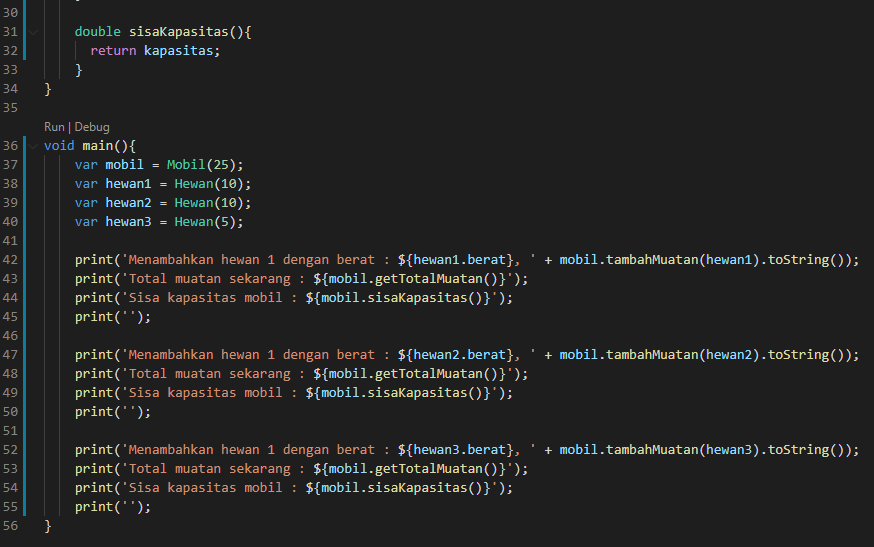 30
31 double sisaKapasitas(){
32 return kapasitas;
33 }
34 }
35
Run | Debug
36 void main(){
37 var mobil = Mobil(25);
38 var hewan1 = Hewan(10);
39 var hewan2 = Hewan(10);
40 var hewan3 = Hewan(5);
41
42 print('Menambahkan hewan 1 dengan berat : ${hewan1.berat}, ' + mobil.tambahMuatan(hewan1).toString());
43 print('Total muatan sekarang : ${mobil.getTotalMuatan()}');
44 print('Sisa kapasitas mobil : ${mobil.sisaKapasitas()}');
45 print('');
46
47 print('Menambahkan hewan 1 dengan berat : ${hewan2.berat}, ' + mobil.tambahMuatan(hewan2).toString());
48 print('Total muatan sekarang : ${mobil.getTotalMuatan()}');
49 print('Sisa kapasitas mobil : ${mobil.sisaKapasitas()}');
50 print('');
51
52 print('Menambahkan hewan 1 dengan berat : ${hewan3.berat}, ' + mobil.tambahMuatan(hewan3).toString());
53 print('Total muatan sekarang : ${mobil.getTotalMuatan()}');
54 print('Sisa kapasitas mobil : ${mobil.sisaKapasitas()}');
55 print('');
56 }